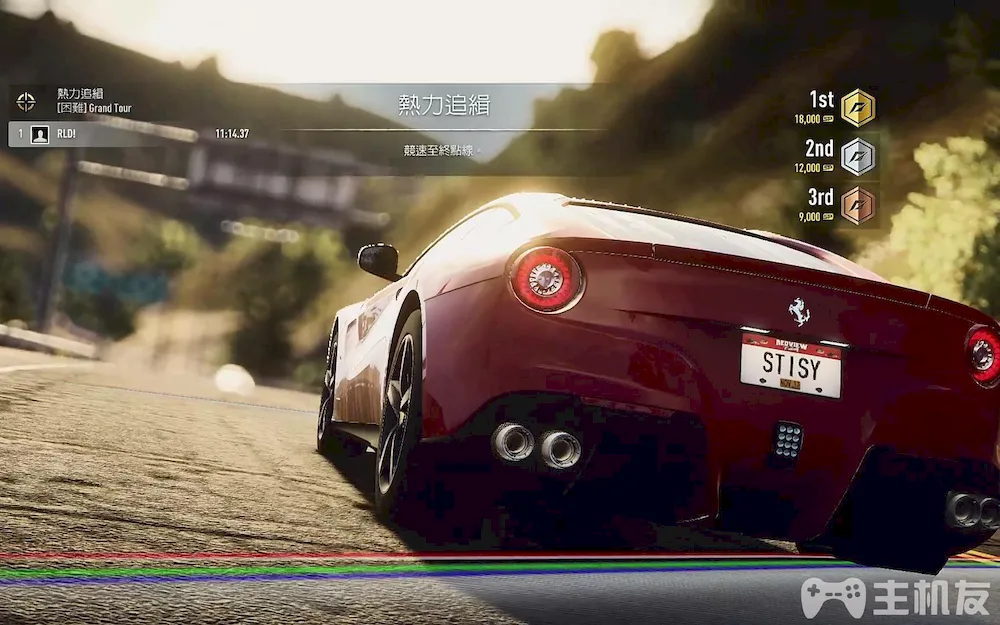 熱力追緝
[困難] Grand Tour
1 RLD! 11:14.37
熱力追緝
競速至終點線。
1st
18,000
2nd
12,000
3rd
9,000
REDVIEW
STISY
主机友